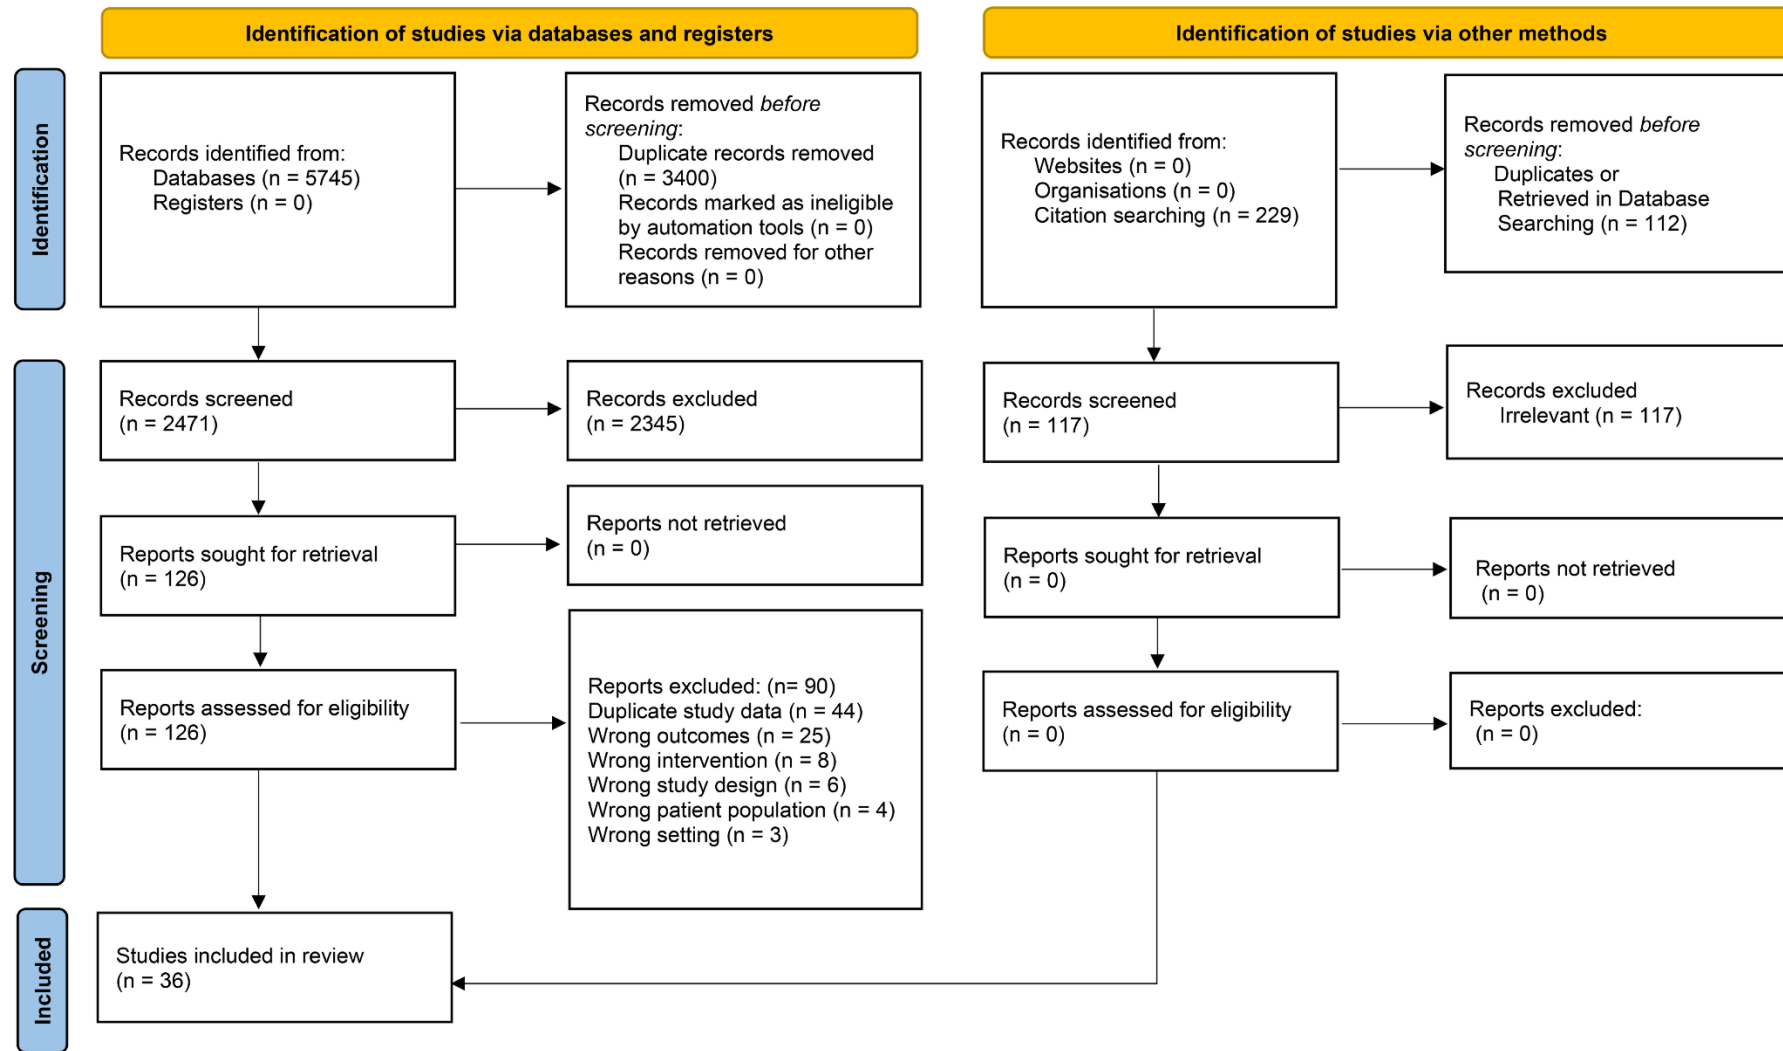 Identification of studies via databases and registers
Identification of studies via other methods
Identification
Records identified from:
Databases (n = 5745)
Registers (n = 0)
Records removed before
screening:
Duplicate records removed
(n = 3400)
Records marked as ineligible
by automation tools (n = 0)
Records removed for other
reasons (n = 0)
Records identified from:
Websites (n = 0)
Organisations (n = 0)
Citation searching (n = 229)
Records removed before
screening:
Duplicates or
Retrieved in Database
Searching (n = 112)
Screening
Records screened
(n = 2471)
Records excluded
(n = 2345)
Records screened
(n = 117)
Records excluded
Irrelevant (n = 117)
Reports sought for retrieval
(n = 126)
Reports not retrieved
(n = 0)
Reports sought for retrieval
(n = 0)
Reports not retrieved
(n = 0)
Reports assessed for eligibility
(n = 126)
Reports excluded: (n= 90)
Duplicate study data (n = 44)
Wrong outcomes (n = 25)
Wrong intervention (n = 8)
Wrong study design (n = 6)
Wrong patient population (n = 4)
Wrong setting (n = 3)
Reports assessed for eligibility
(n = 0)
Reports excluded:
(n = 0)
Included
Studies included in review
(n = 36)